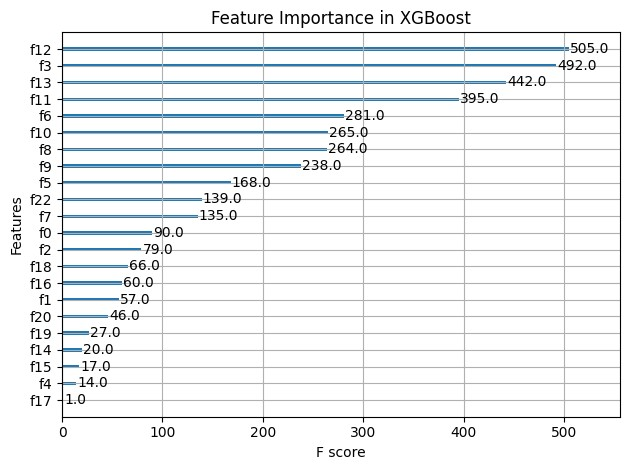 Feature Importance in XGBoost
f12 505.0
f3 492.0
f13 442.0
f11 395.0
f6 281.0
f10 265.0
f8 264.0
f9 238.0
f5 168.0
f22 139.0
f7 135.0
f0 90.0
f2 79.0
f18 66.0
f16 60.0
f1 57.0
f20 46.0
f19 27.0
f14 20.0
f15 17.0
f4 14.0
f17 1.0
Features
0 100 200 300 400 500
F score